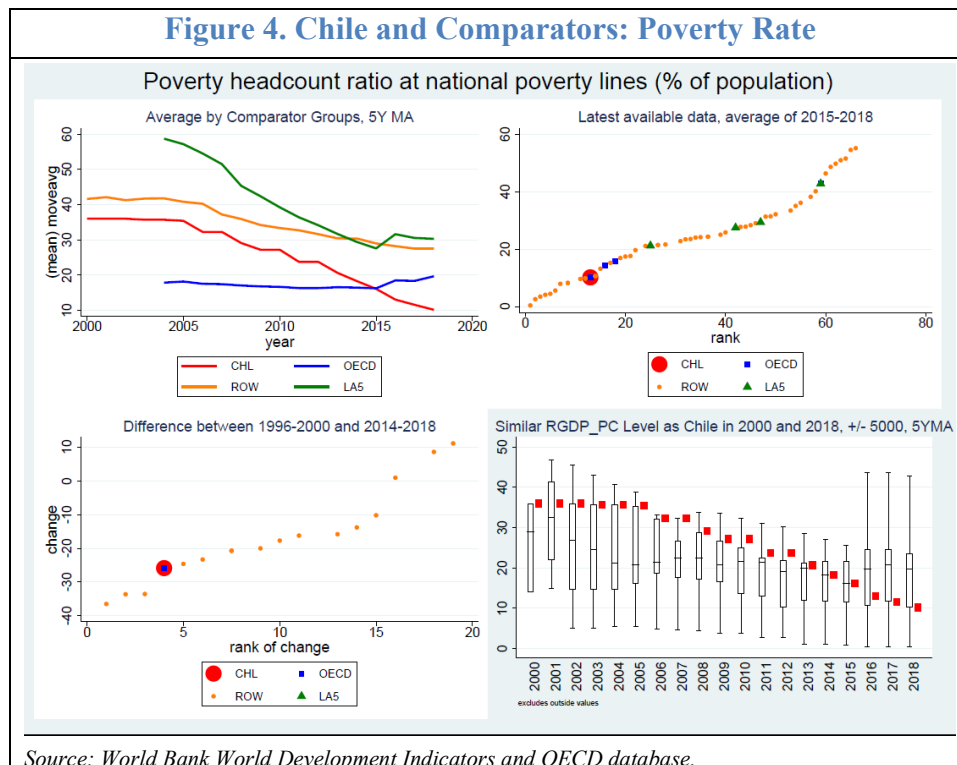 Figure 4. Chile and Comparators: Poverty Rate
Poverty headcount ratio at national poverty lines (% of population)
Average by Comparator Groups, 5Y MA
(mean) moveavg
60
50
40
30
20
10
2000 2005 2010 2015 2020
year
CHL OECD
ROW LA5
Latest available data, average of 2015-2018
60
40
20
0
0 20 40 60 80
rank
CHL OECD
ROW LA5
Difference between 1996-2000 and 2014-2018
change
10
0
-10
-20
-30
-40
0 5 10 15 20
rank of change
CHL OECD
ROW LA5
Similar RGDP_PC Level as Chile in 2000 and 2018, +/- 5000, 5YMA
50
40
30
20
10
0
2000 2001 2002 2003 2004 2005 2006 2007 2008 2009 2010 2011 2012 2013 2014 2015 2016 2017 2018
excludes outside values
Source: World Bank World Development Indicators and OECD database.